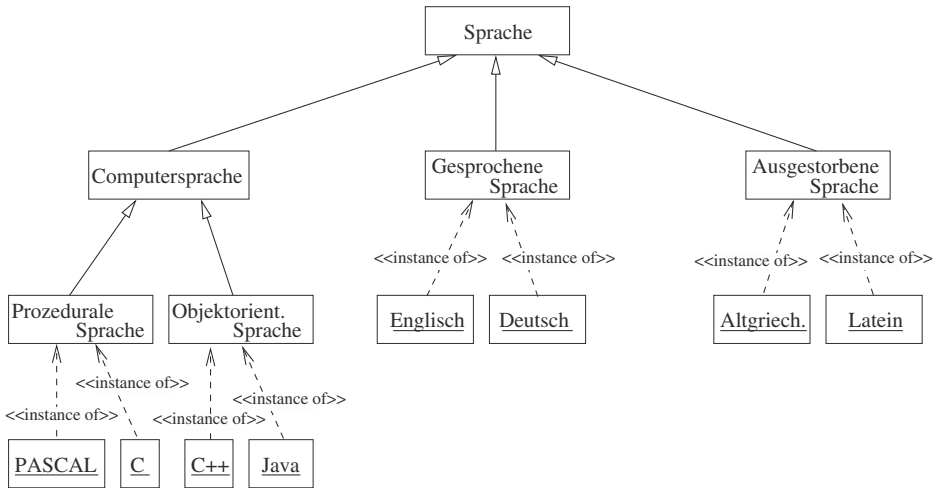 Sprache
Computersprache
Gesprochene
Sprache
Ausgestorbene
Sprache
<<instance of>>
<<instance of>>
<<instance of>>
<<instance of>>
Prozedurale
Sprache
Objektorient.
Sprache
Englisch
Deutsch
Altgriech.
Latein
<<instance of>>
<<instance of>>
<<instance of>>
<<instance of>>
PASCAL
C
C++
Java